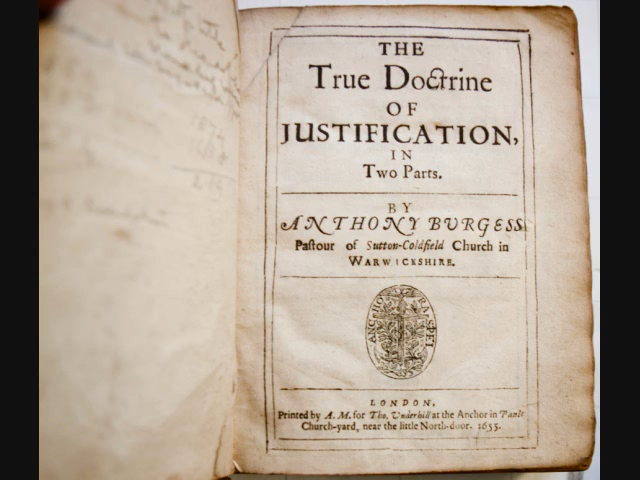 THE
True Doctrine
OF
JUSTIFICATION,
IN
Two Parts.
BY
ANTHONY BURGESS
Paſtour of Sutton-Coldfield Church in
WARWICKSHIRE.
ANCHORA SPEI
LONDON,
Printed by A. M. for Tho. Underhil at the Anchor in Pauls
Church-yard, near the little North-door. 1655.